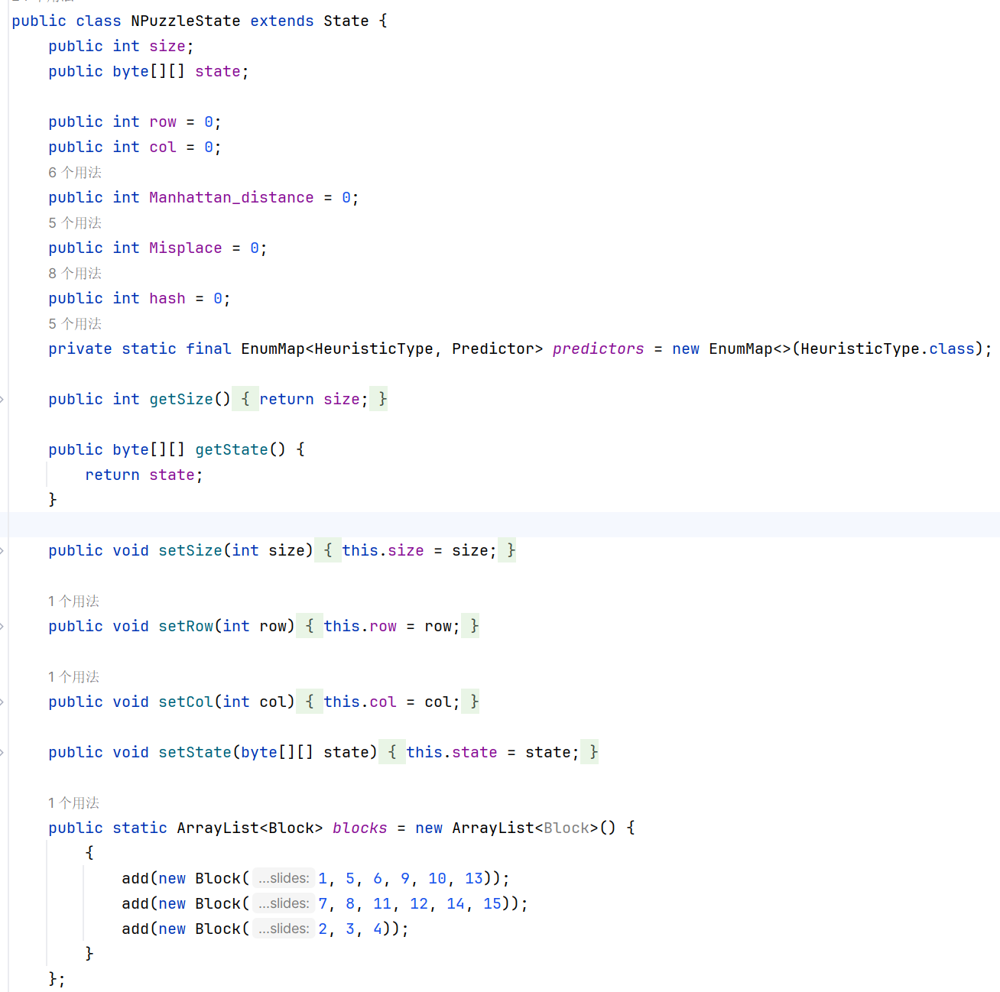 个用法
public class NPuzzleState extends State {
    public int size;
    public byte[][] state;
    public int row = 0;
    public int col = 0;
    6 个用法
    public int Manhattan_distance = 0;
    5 个用法
    public int Misplace = 0;
    8 个用法
    public int hash = 0;
    5 个用法
    private static final EnumMap<HeuristicType, Predictor> predictors = new EnumMap<>(HeuristicType.class);
    public int getSize() { return size; }
    public byte[][] getState() {
        return state;
    }
    public void setSize(int size) { this.size = size; }
    1 个用法
    public void setRow(int row) { this.row = row; }
    1 个用法
    public void setCol(int col) { this.col = col; }
    public void setState(byte[][] state) { this.state = state; }
    1 个用法
    public static ArrayList<Block> blocks = new ArrayList<Block>() {
        {
            add(new Block( ...slides: 1, 5, 6, 9, 10, 13));
            add(new Block( ...slides: 7, 8, 11, 12, 14, 15));
            add(new Block( ...slides: 2, 3, 4));
        }
    };